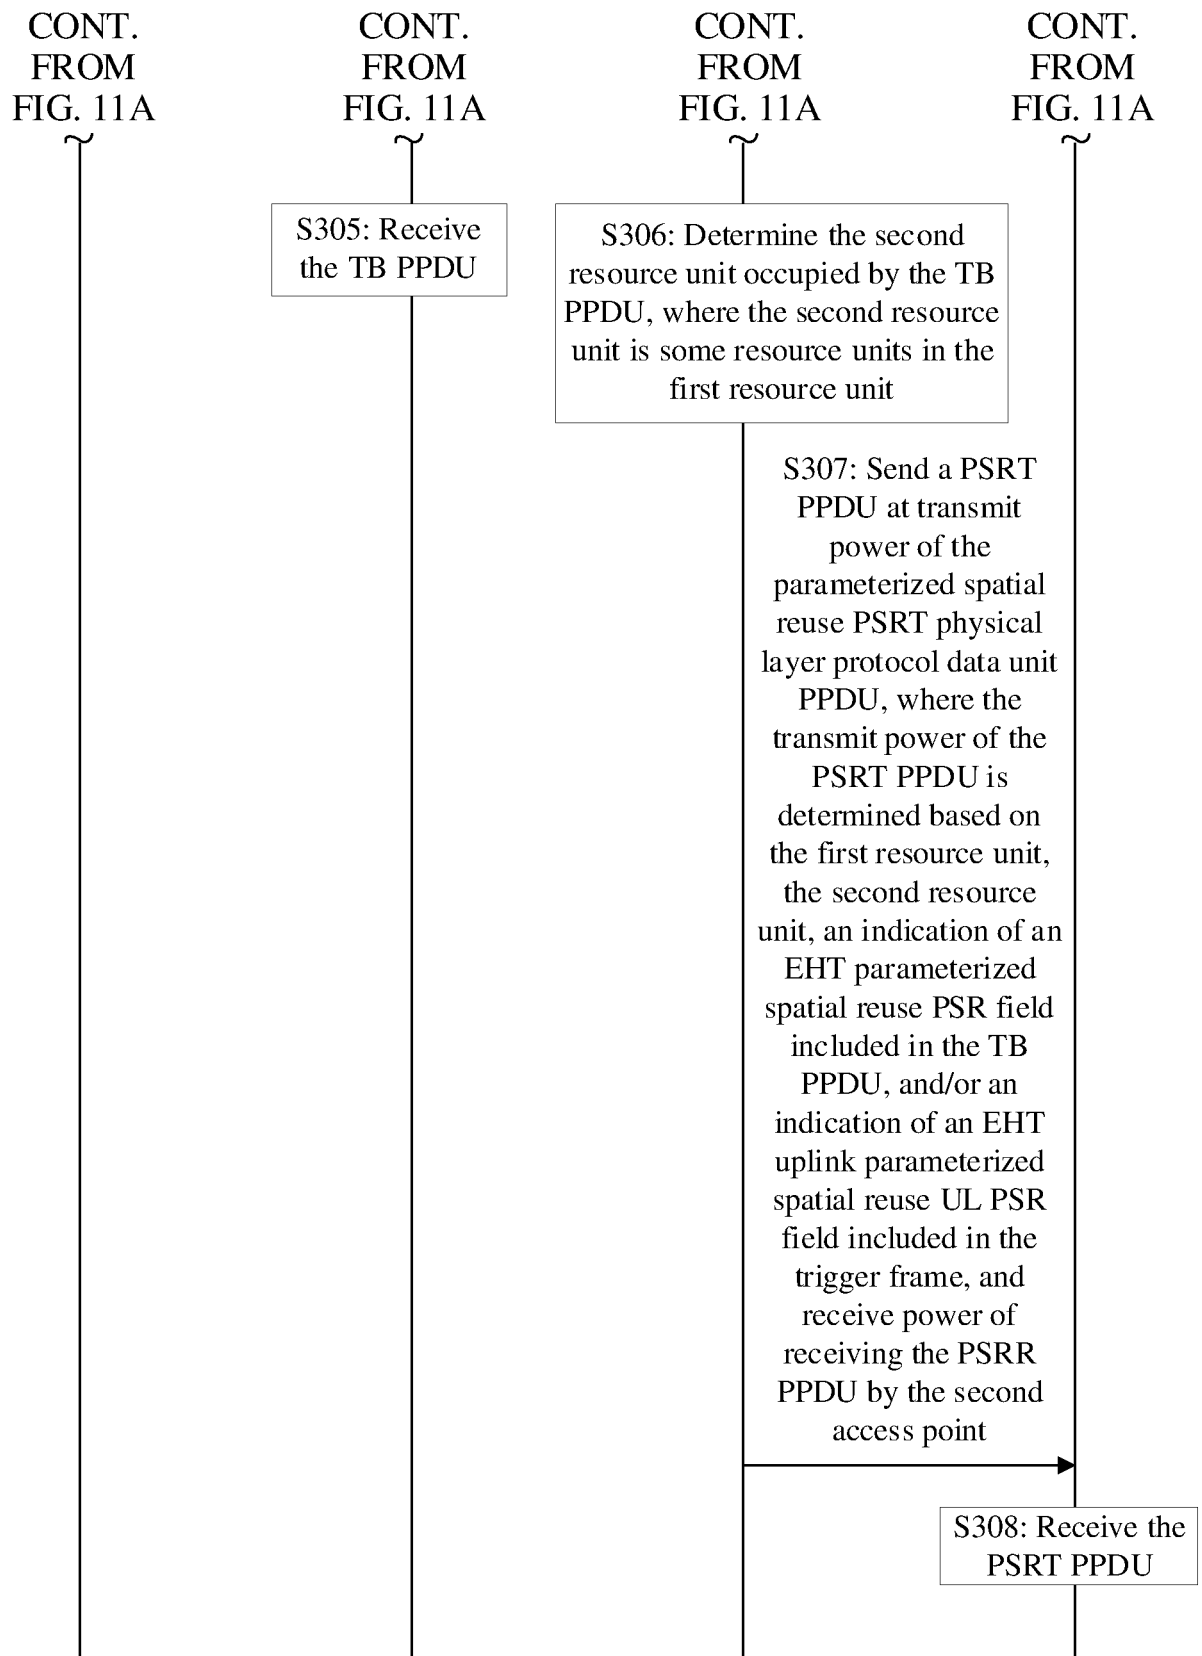 CONT.
FROM
FIG. 11A
CONT.
FROM
FIG. 11A
CONT.
FROM
FIG. 11A
CONT.
FROM
FIG. 11A
S305: Receive
the TB PPDU
S306: Determine the second
resource unit occupied by the TB
PPDU, where the second resource
unit is some resource units in the
first resource unit
S307: Send a PSRT
PPDU at transmit
power of the
parameterized spatial
reuse PSRT physical
layer protocol data unit
PPDU, where the
transmit power of the
PSRT PPDU is
determined based on
the first resource unit,
the second resource
unit, an indication of an
EHT parameterized
spatial reuse PSR field
included in the TB
PPDU, and/or an
indication of an EHT
uplink parameterized
spatial reuse UL PSR
field included in the
trigger frame, and
receive power of
receiving the PSRR
PPDU by the second
access point
S308: Receive the
PSRT PPDU